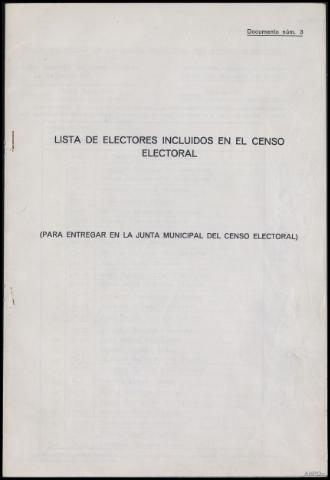 Documento núm. 3
LISTA DE ELECTORES INCLUIDOS EN EL CENSO
ELECTORAL
(PARA ENTREGAR EN LA JUNTA MUNICIPAL DEL CENSO ELECTORAL)